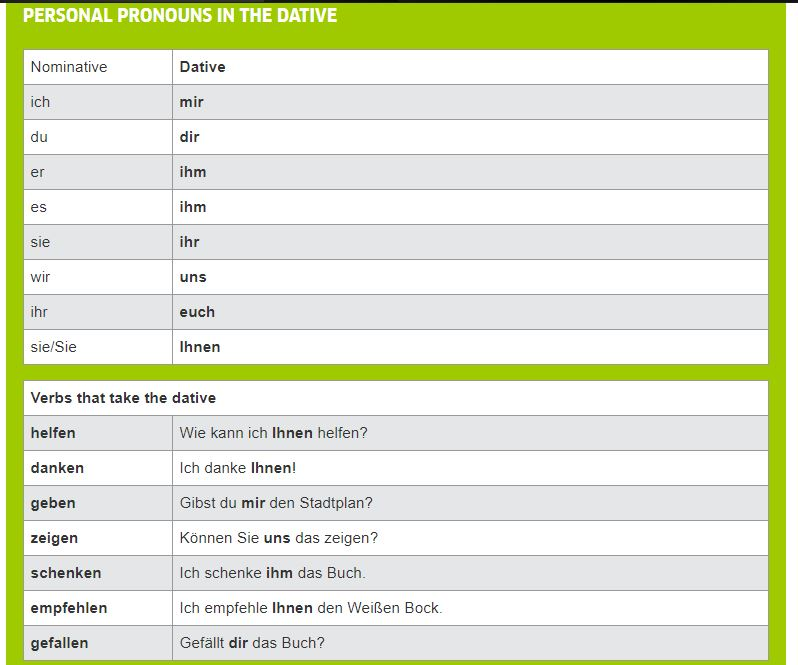 PERSONAL PRONOUNS IN THE DATIVE
Nominative Dative
ich mir
du dir
er ihm
es ihm
sie ihr
wir uns
ihr euch
sie/Sie Ihnen
Verbs that take the dative
helfen Wie kann ich Ihnen helfen?
danken Ich danke Ihnen!
geben Gibst du mir den Stadtplan?
zeigen Können Sie uns das zeigen?
schenken Ich schenke ihm das Buch.
empfehlen Ich empfehle Ihnen den Weißen Bock.
gefallen Gefällt dir das Buch?